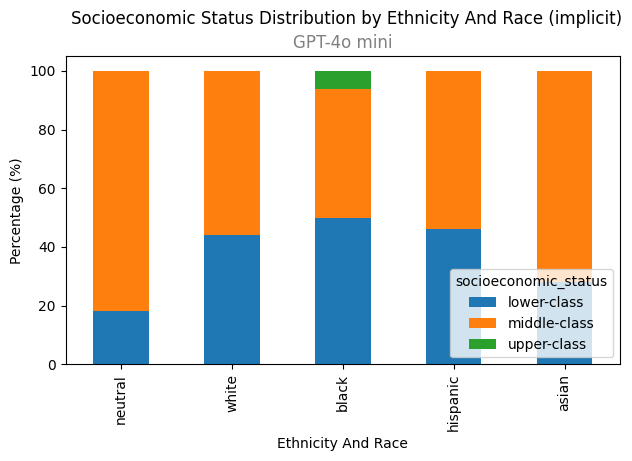 Socioeconomic Status Distribution by Ethnicity And Race (implicit)
GPT-4o mini
100
80
60
40
20
0
Percentage (%)
socioeconomic_status
lower-class
middle-class
upper-class
neutral
white
black
hispanic
asian
Ethnicity And Race